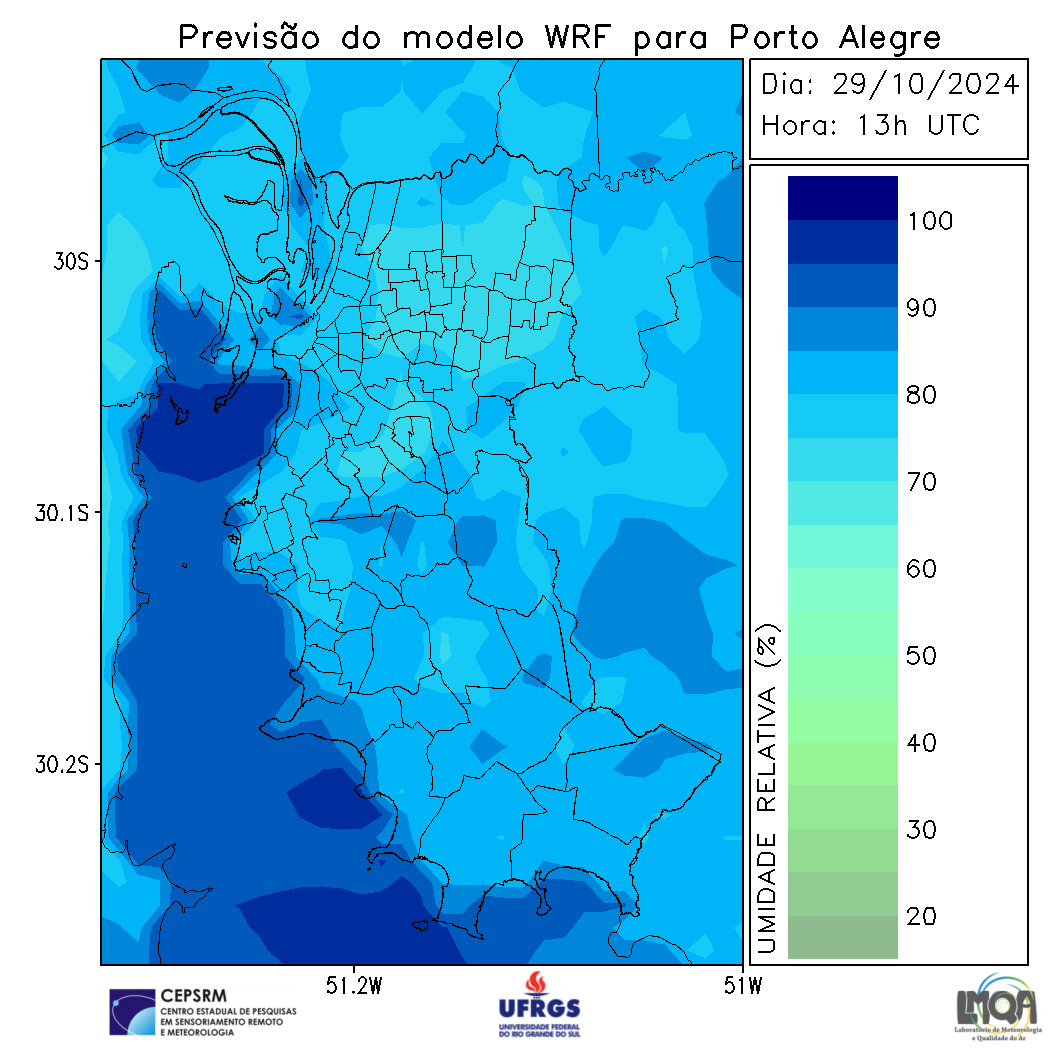 Previsão do modelo WRF para Porto Alegre
Dia: 29/10/2024
Hora: 13h UTC
100
90
80
70
60
50
40
30
20
UMIDADE RELATIVA (%)
30S
30.1S
30.2S
51.2W
51W
CEPSRM
CENTRO ESTADUAL DE PESQUISAS
EM SENSORIAMENTO REMOTO
E METEOROLOGIA
UFRGS
UNIVERSIDADE FEDERAL
DO RIO GRANDE DO SUL
LMQA
Laboratório de Meteorologia
e Qualidade do Ar